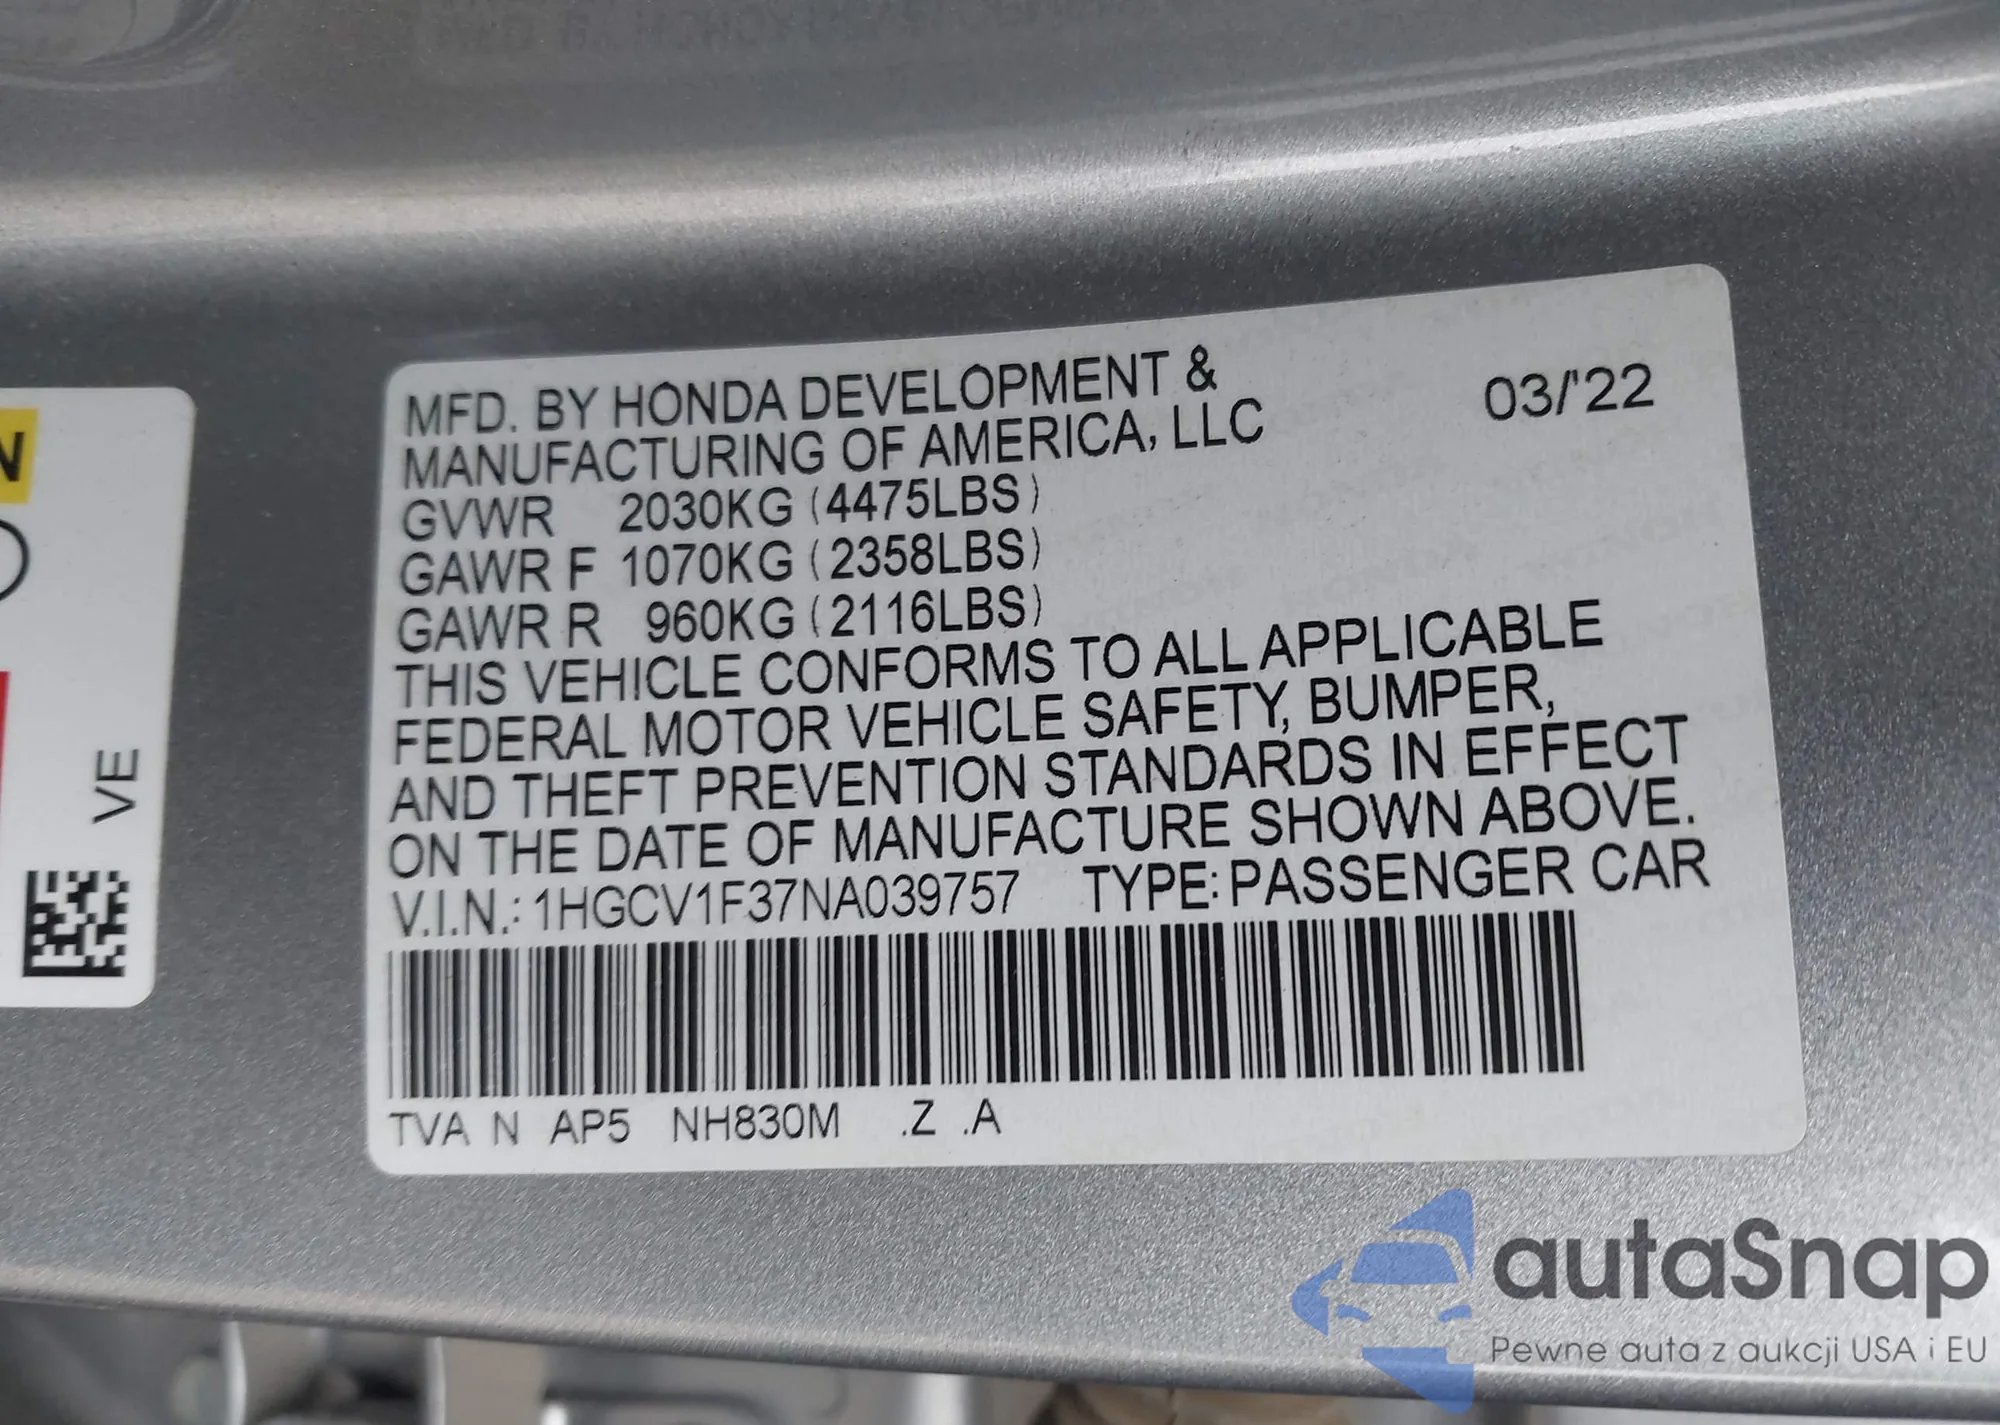 MFD. BY HONDA DEVELOPMENT &
MANUFACTURING OF AMERICA, LLC
03/'22
GVWR 2030KG (4475LBS)
GAWR F 1070KG (2358LBS)
GAWR R 960KG (2116LBS)
THIS VEHICLE CONFORMS TO ALL APPLICABLE
FEDERAL MOTOR VEHICLE SAFETY, BUMPER,
AND THEFT PREVENTION STANDARDS IN EFFECT
ON THE DATE OF MANUFACTURE SHOWN ABOVE.
V.I.N.: 1HGCV1F37NA039757 TYPE: PASSENGER CAR
TVA N AP5 NH830M .Z .A
N
VE
autaSnap
Pewne auta z aukcji USA i EU